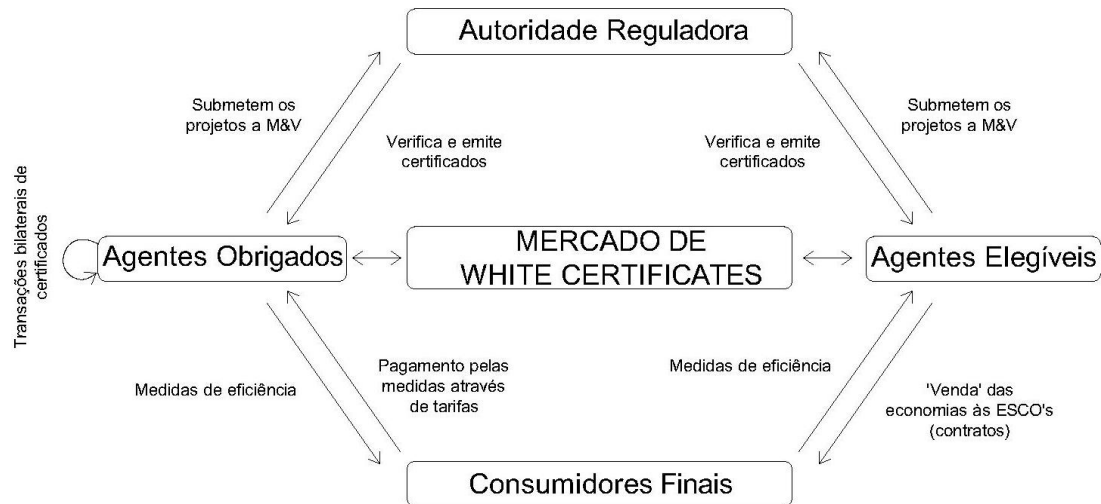 Autoridade Reguladora
Submetem os
projetos a M&V
Verifica e emite
certificados
Verifica e emite
certificados
Submetem os
projetos a M&V
Transações bilaterais de
certificados
Agentes Obrigados
MERCADO DE
WHITE CERTIFICATES
Agentes Elegíveis
Medidas de eficiência
Pagamento pelas
medidas através
de tarifas
Medidas de eficiência
'Venda' das
economias às ESCO's
(contratos)
Consumidores Finais